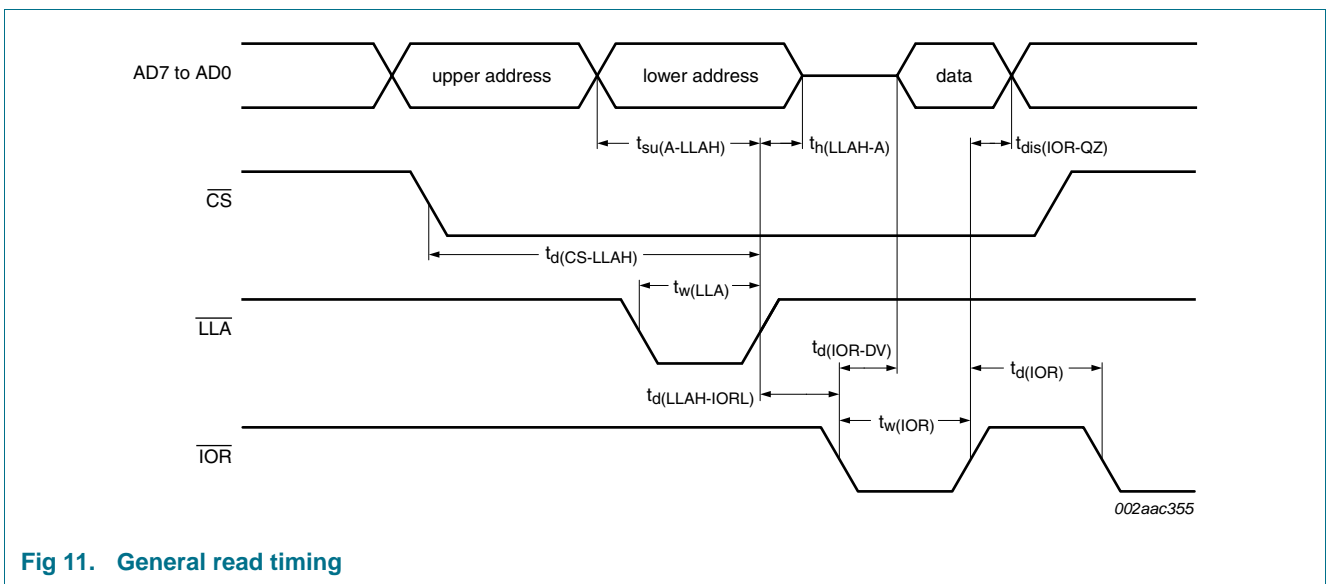 AD7 to AD0
upper address
lower address
data
tsu(A-LLAH)
th(LLAH-A)
tdis(IOR-QZ)
CS
td(CS-LLAH)
tw(LLA)
LLA
td(IOR-DV)
td(IOR)
td(LLAH-IORL)
tw(IOR)
IOR
002aac355
Fig 11. General read timing